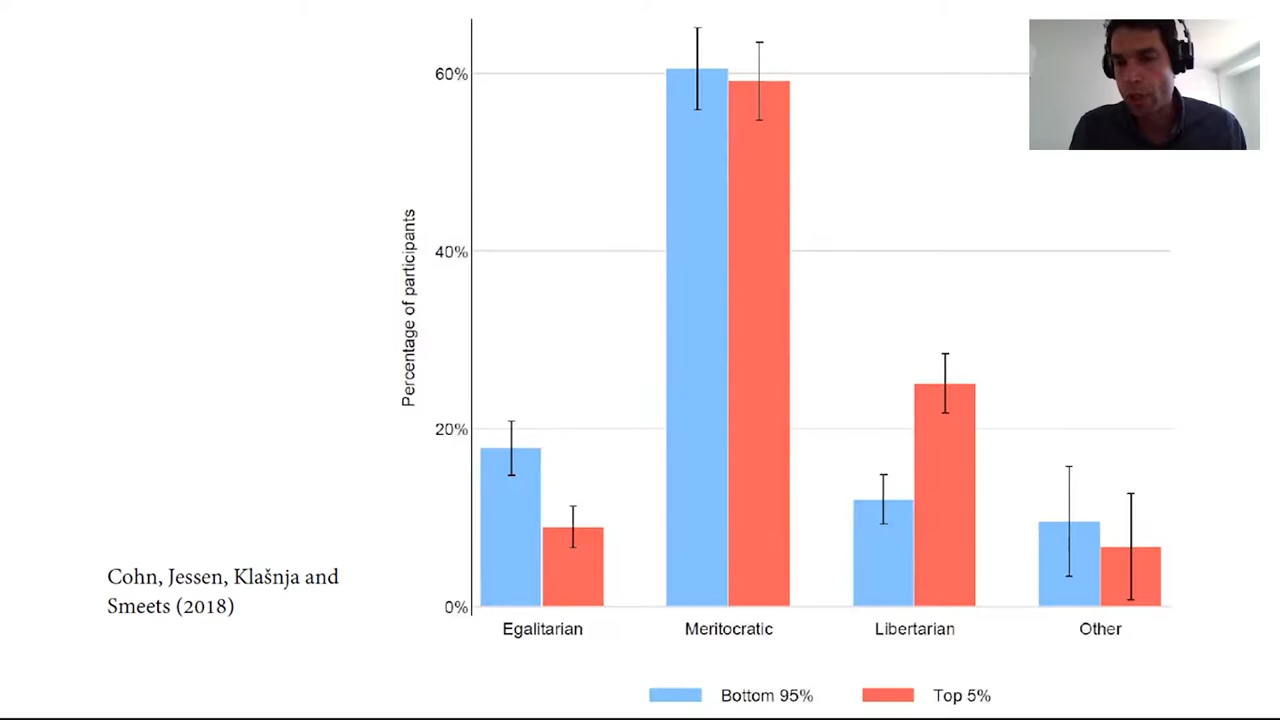 60%
40%
20%
0%
Percentage of participants
Egalitarian
Meritocratic
Libertarian
Other
Bottom 95%
Top 5%
Cohn, Jessen, Klašnja and
Smeets (2018)